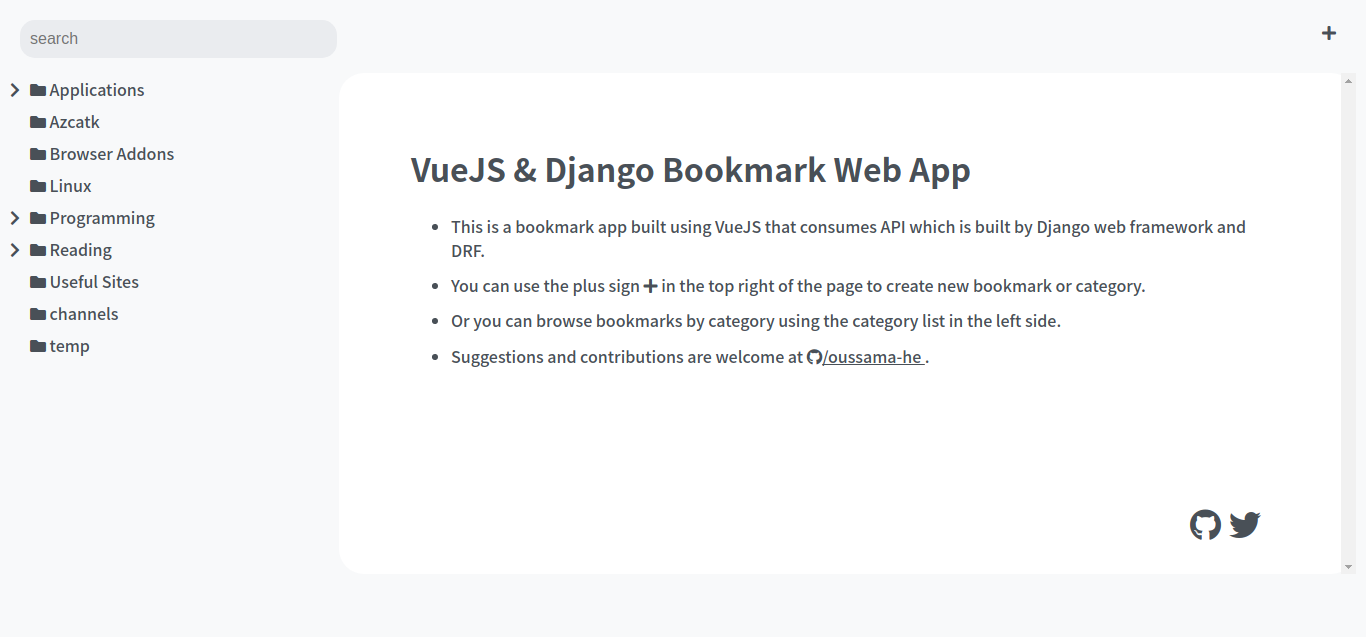 search
Applications
Azcatk
Browser Addons
Linux
Programming
Reading
Useful Sites
channels
temp
VueJS & Django Bookmark Web App
This is a bookmark app built using VueJS that consumes API which is built by Django web framework and
DRF.
You can use the plus sign + in the top right of the page to create new bookmark or category.
Or you can browse bookmarks by category using the category list in the left side.
Suggestions and contributions are welcome at /oussama-he .